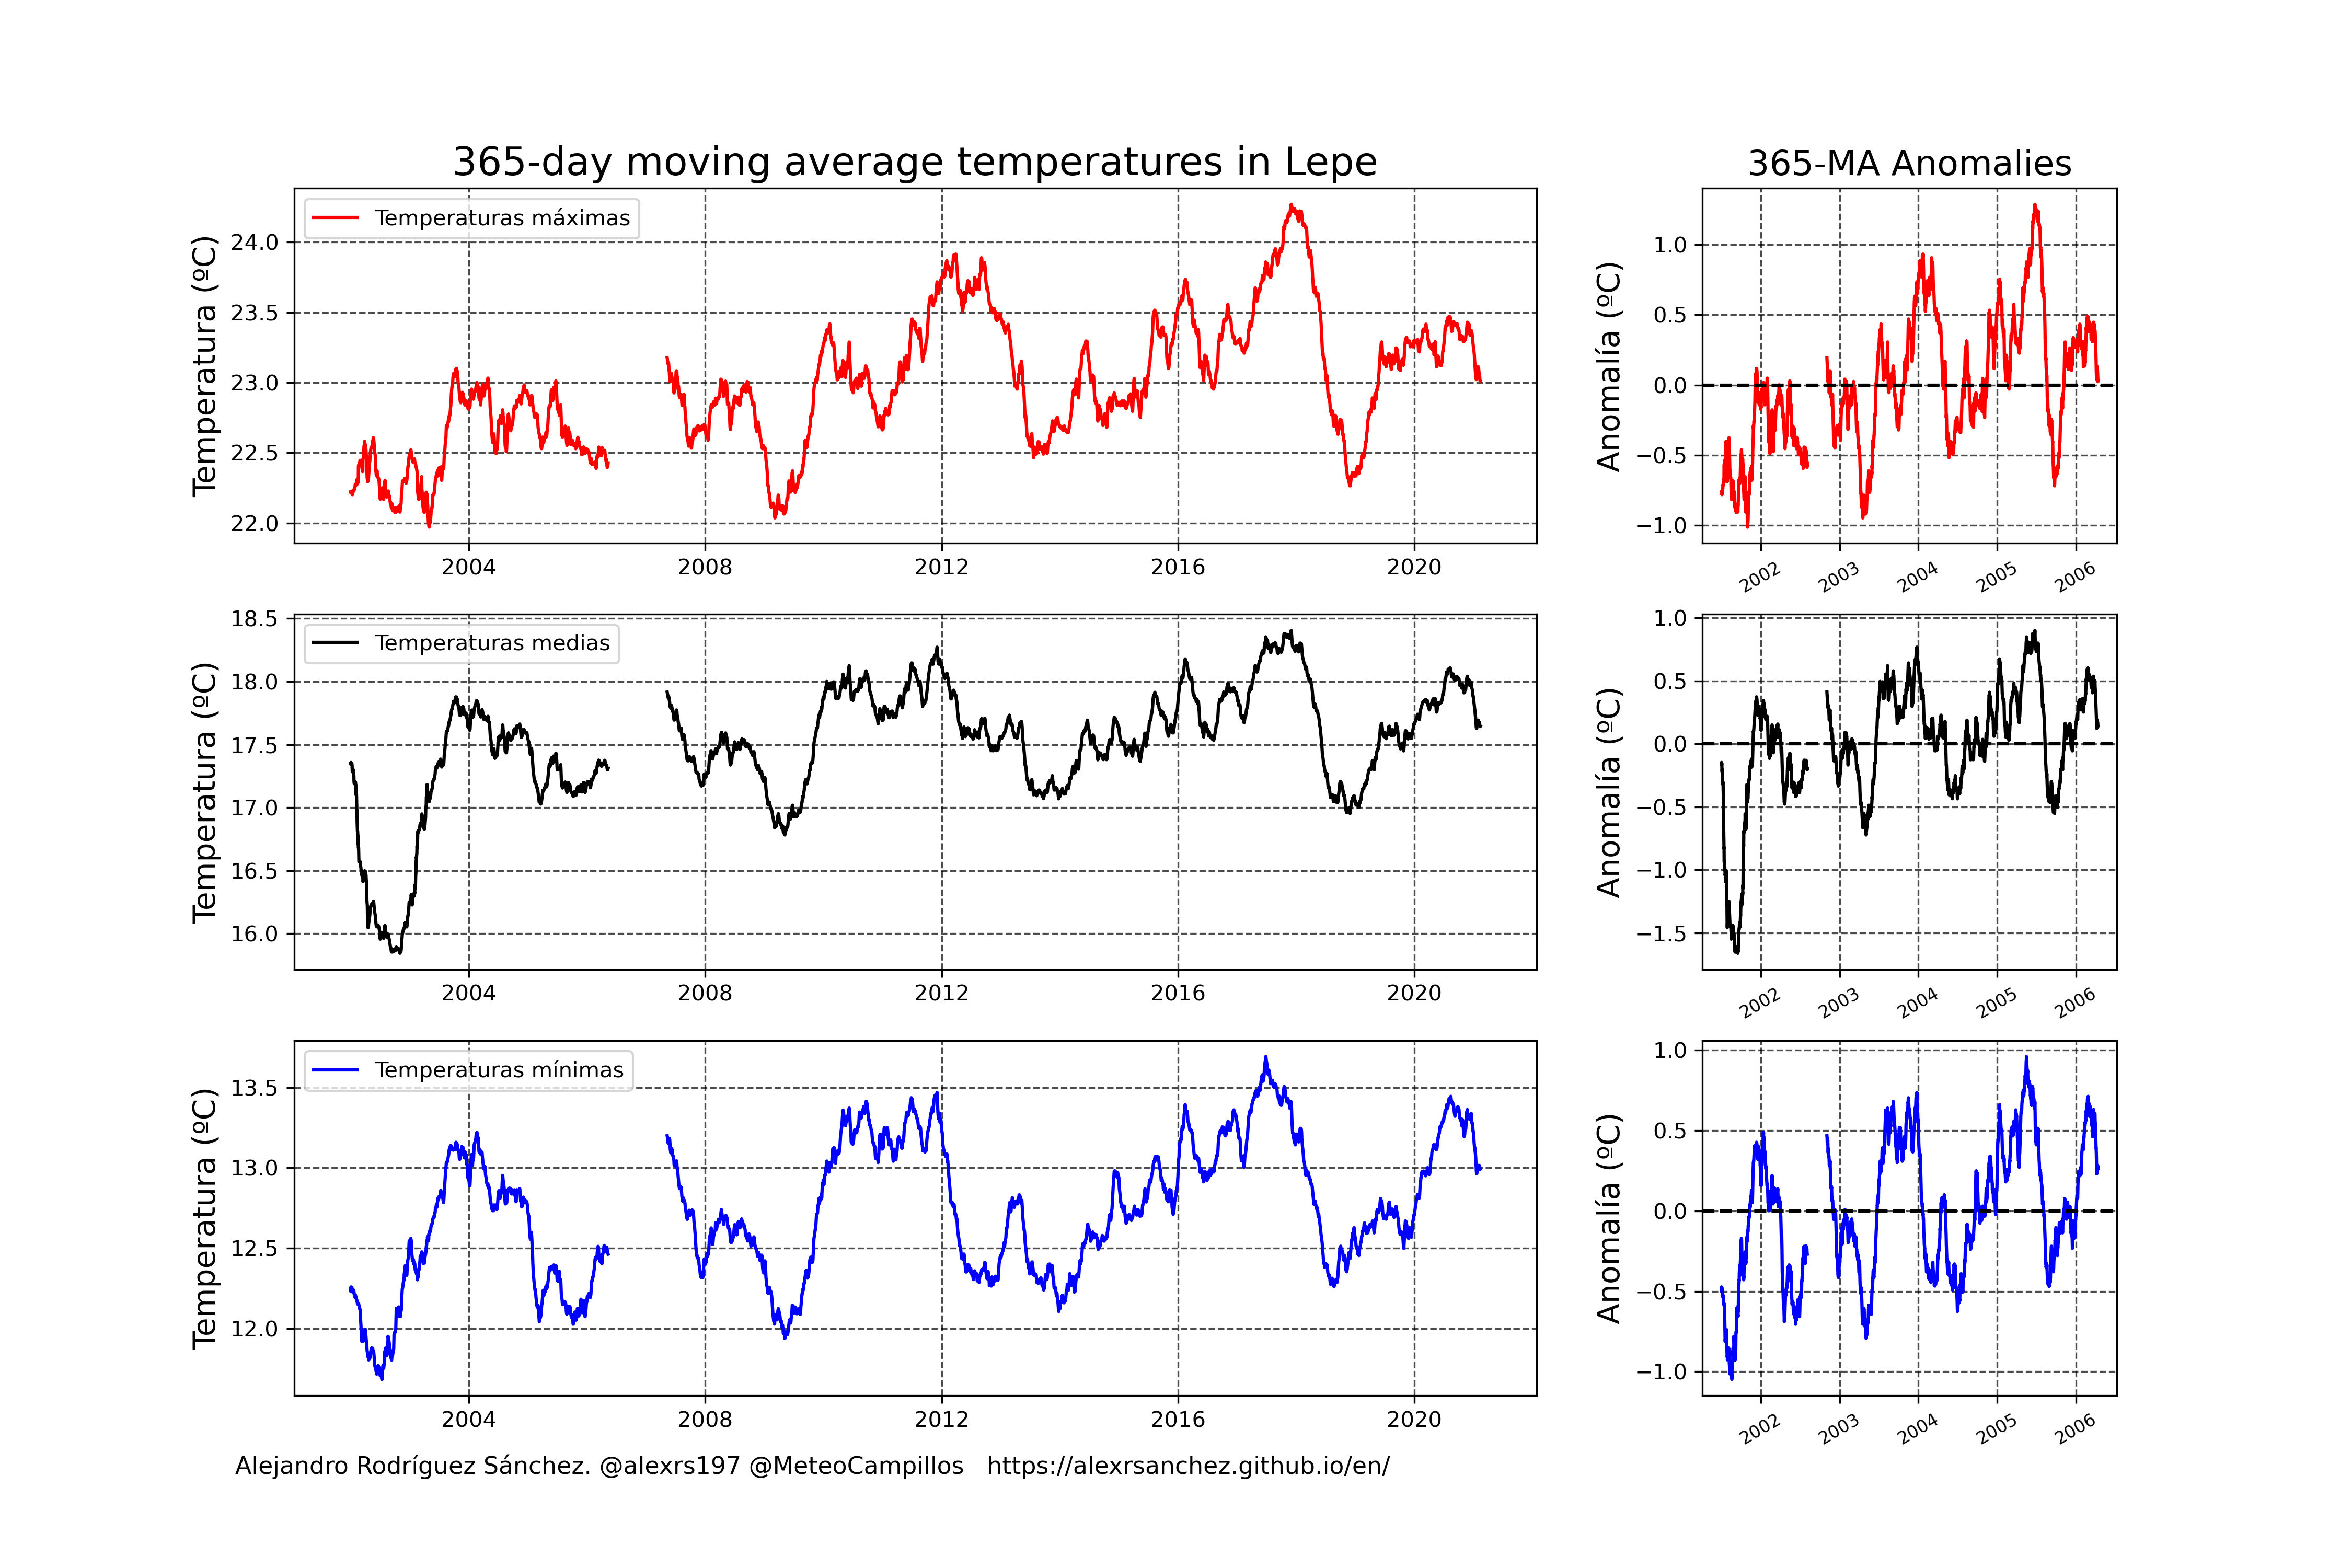 365-day moving average temperatures in Lepe
365-MA Anomalies
Temperaturas máximas
Temperatura (ºC)
24.0
23.5
23.0
22.5
22.0
2004 2008 2012 2016 2020
Anomalía (ºC)
1.0
0.5
0.0
−0.5
−1.0
2002 2003 2004 2005 2006
Temperaturas medias
Temperatura (ºC)
18.5
18.0
17.5
17.0
16.5
16.0
2004 2008 2012 2016 2020
Anomalía (ºC)
1.0
0.5
0.0
−0.5
−1.0
−1.5
2002 2003 2004 2005 2006
Temperaturas mínimas
Temperatura (ºC)
13.5
13.0
12.5
12.0
2004 2008 2012 2016 2020
Anomalía (ºC)
1.0
0.5
0.0
−0.5
−1.0
2002 2003 2004 2005 2006
Alejandro Rodríguez Sánchez. @alexrs197 @MeteoCampillos https://alexrsanchez.github.io/en/